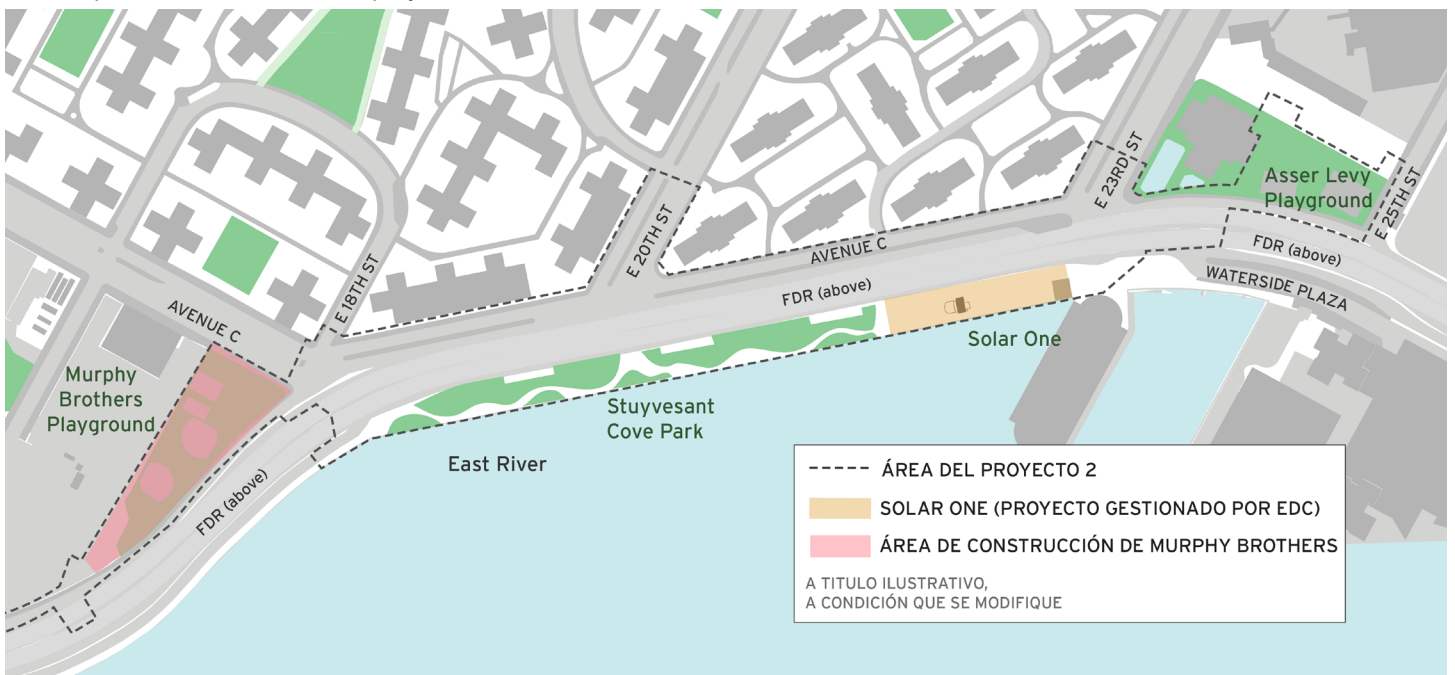 E 23RD ST
Asser Levy
Playground
E 25TH ST
E 20TH ST
AVENUE C
FDR (above)
FDR (above)
WATERSIDE PLAZA
E 18TH ST
AVENUE C
Solar One
Murphy
Brothers
Playground
Stuyvesant
Cove Park
East River
FDR (above)
ÁREA DEL PROYECTO 2
SOLAR ONE (PROYECTO GESTIONADO POR EDC)
ÁREA DE CONSTRUCCIÓN DE MURPHY BROTHERS
A TITULO ILUSTRATIVO,
A CONDICIÓN QUE SE MODIFIQUE